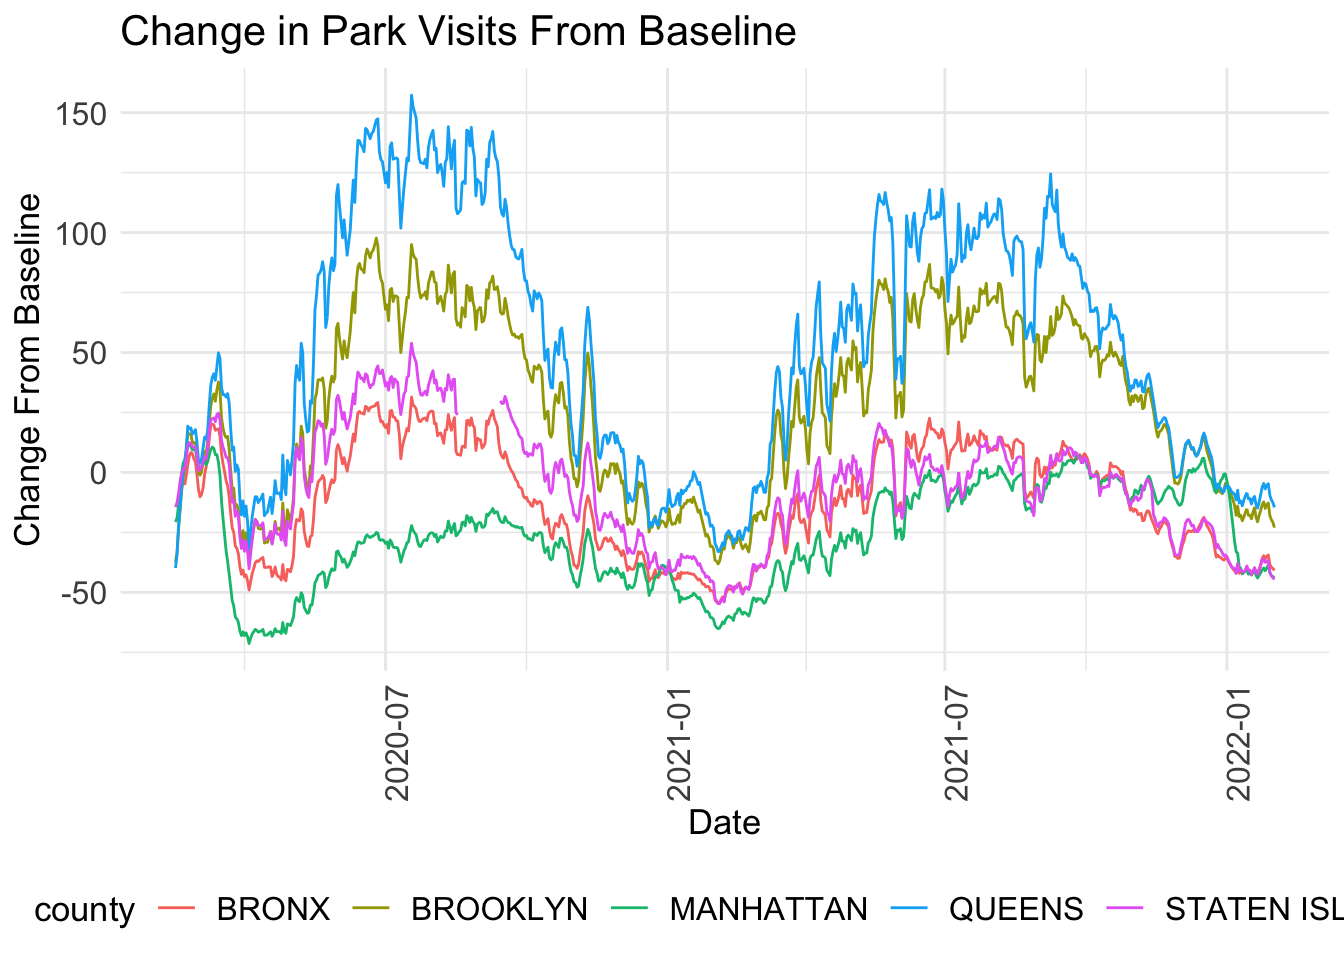 Change in Park Visits From Baseline
Change From Baseline
150
100
50
0
-50
2020-07
2021-01
2021-07
2022-01
Date
county BRONX BROOKLYN MANHATTAN QUEENS STATEN ISL